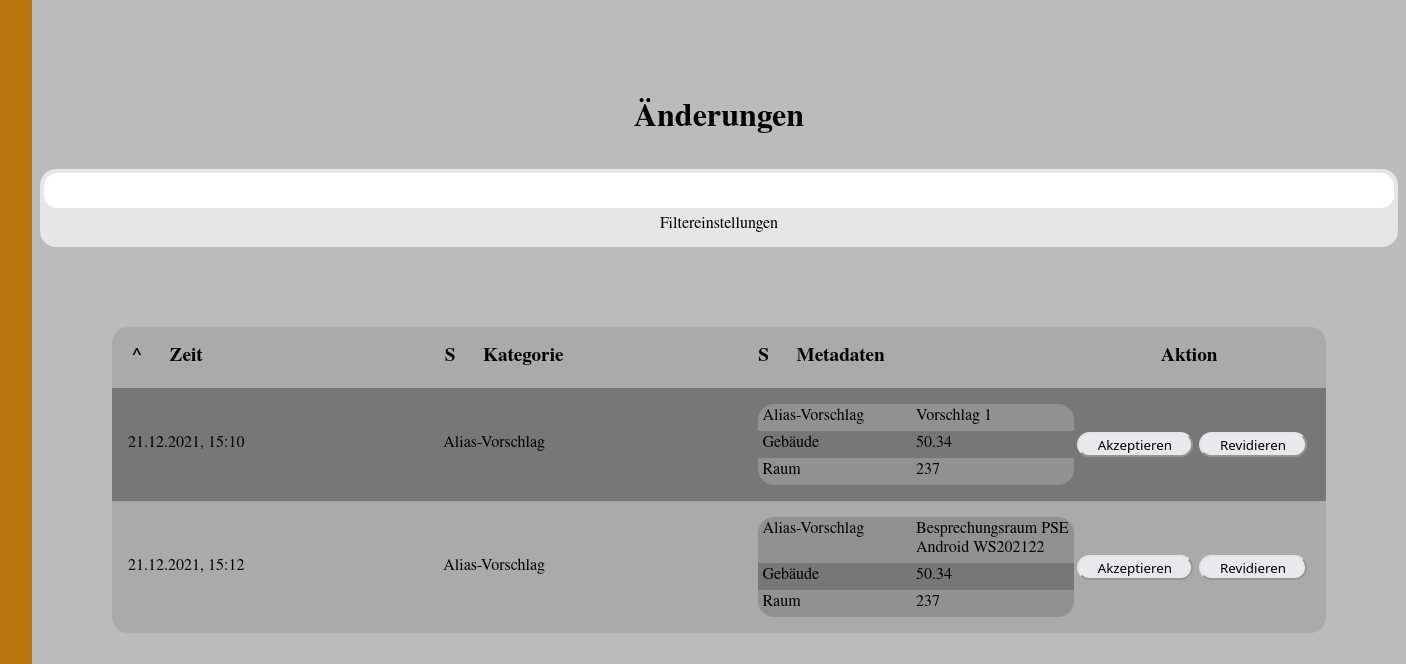 Änderungen
Filtereinstellungen
^ Zeit S Kategorie S Metadaten Aktion
Alias-Vorschlag Vorschlag 1
21.12.2021, 15:10 Alias-Vorschlag Gebäude 50.34 Akzeptieren Revidieren
Raum 237
Alias-Vorschlag Besprechungsraum PSE
Android WS202122
21.12.2021, 15:12 Alias-Vorschlag Gebäude 50.34 Akzeptieren Revidieren
Raum 237